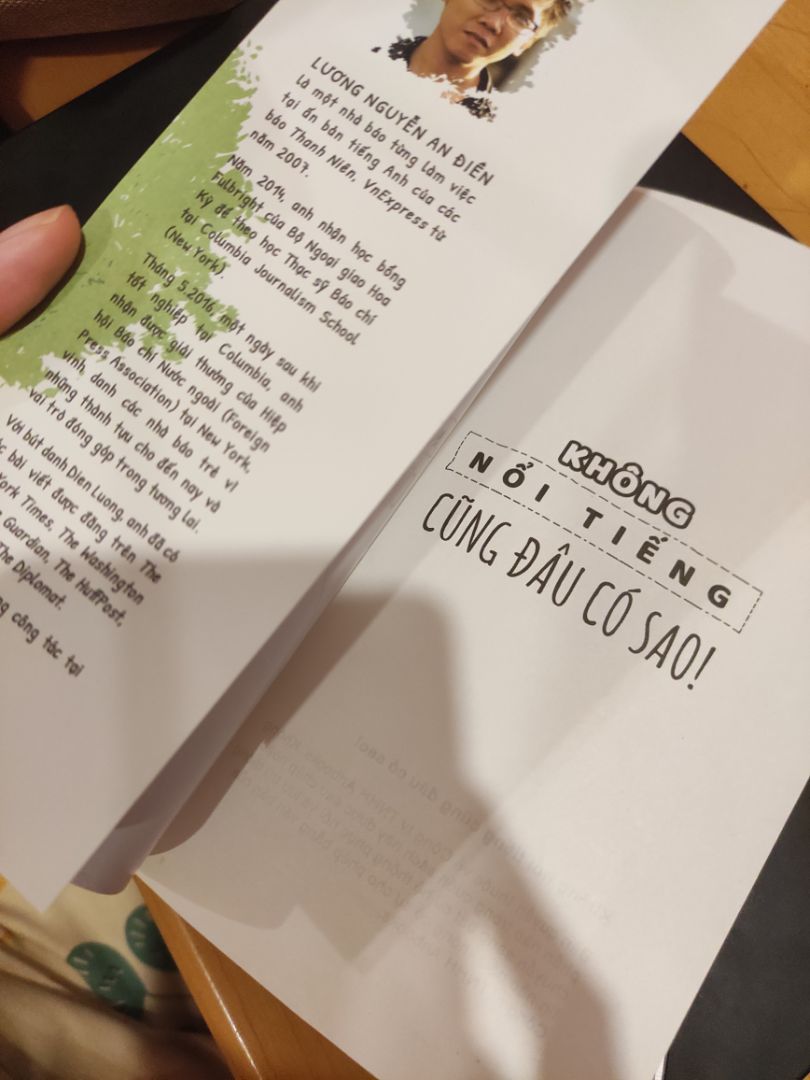 LƯƠNG NGUYỄN AN ĐIỀN
Là một nhà báo từng làm việc
tại ấn bản tiếng Anh của các
báo Thanh Niên, VnExpress từ
năm 2007.
Năm 2014, anh nhận học bổng
Fulbright của Bộ Ngoại giao Hoa
Kỳ để theo học Thạc sỹ Báo chí
tại Columbia Journalism School,
(New York).
Tháng 5.2016, một ngày sau khi
tốt nghiệp tại Columbia, anh
nhận được giải thưởng của Hiệp
hội Báo chí Nước ngoài (Foreign
Press Association) tại New York,
vinh danh các nhà báo trẻ vì
những thành tựu cho đến nay và
vai trò đóng góp trong tương lai.
Với bút danh Dien Luong, anh đã có
bài viết được đăng trên The
York Times, The Washington
Guardian, The HuffPost,
The Diplomat.
công tác tại
KHÔNG
NỔI TIẾNG
CŨNG ĐÂU CÓ SAO!